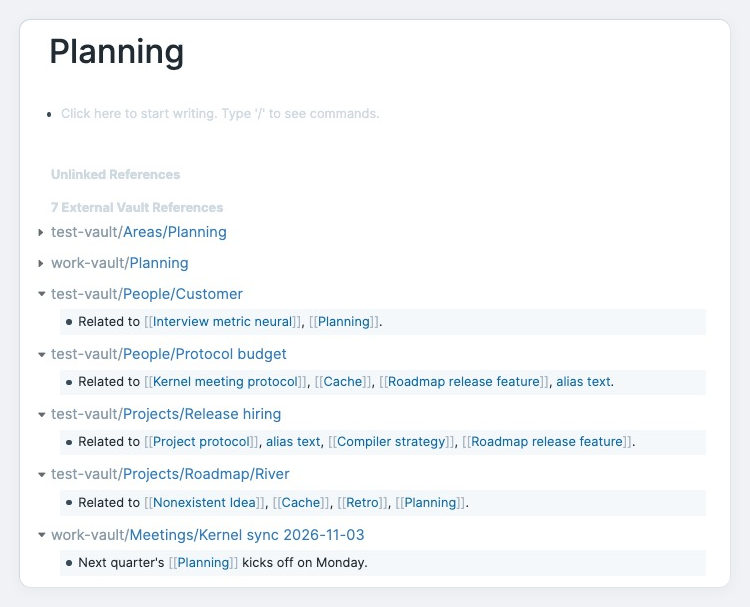 Planning
Click here to start writing. Type '/' to see commands.
Unlinked References
7 External Vault References
test-vault/Areas/Planning
work-vault/Planning
test-vault/People/Customer
Related to [[Interview metric neural]], [[Planning]].
test-vault/People/Protocol budget
Related to [[Kernel meeting protocol]], [[Cache]], [[Roadmap release feature]], alias text.
test-vault/Projects/Release hiring
Related to [[Project protocol]], alias text, [[Compiler strategy]], [[Roadmap release feature]].
test-vault/Projects/Roadmap/River
Related to [[Nonexistent Idea]], [[Cache]], [[Retro]], [[Planning]].
work-vault/Meetings/Kernel sync 2026-11-03
Next quarter's [[Planning]] kicks off on Monday.